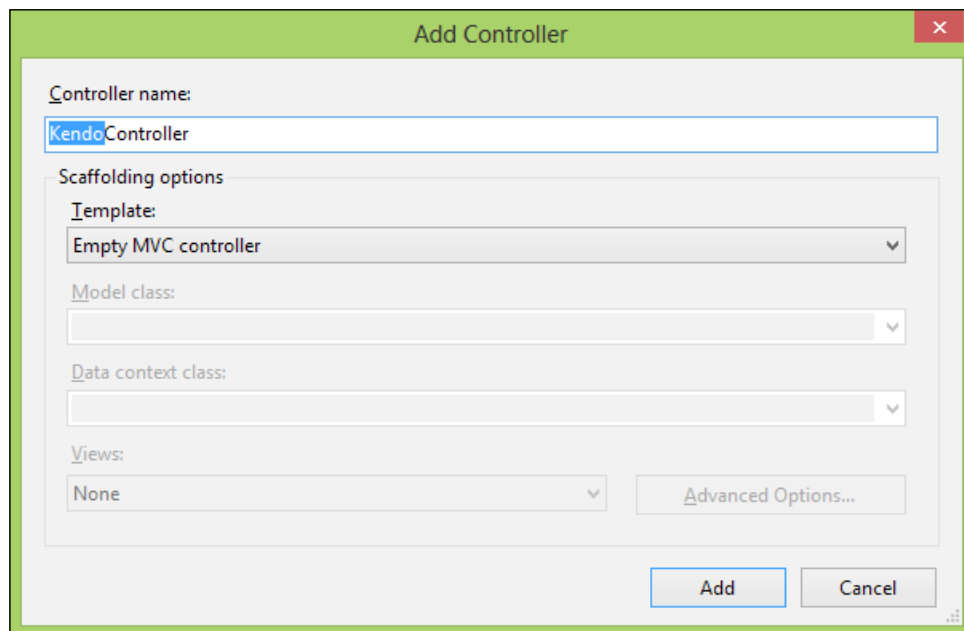 Add Controller
Controller name:
KendoController
Scaffolding options
Template:
Empty MVC controller
Model class:
Data context class:
Views:
None
Advanced Options...
Add
Cancel